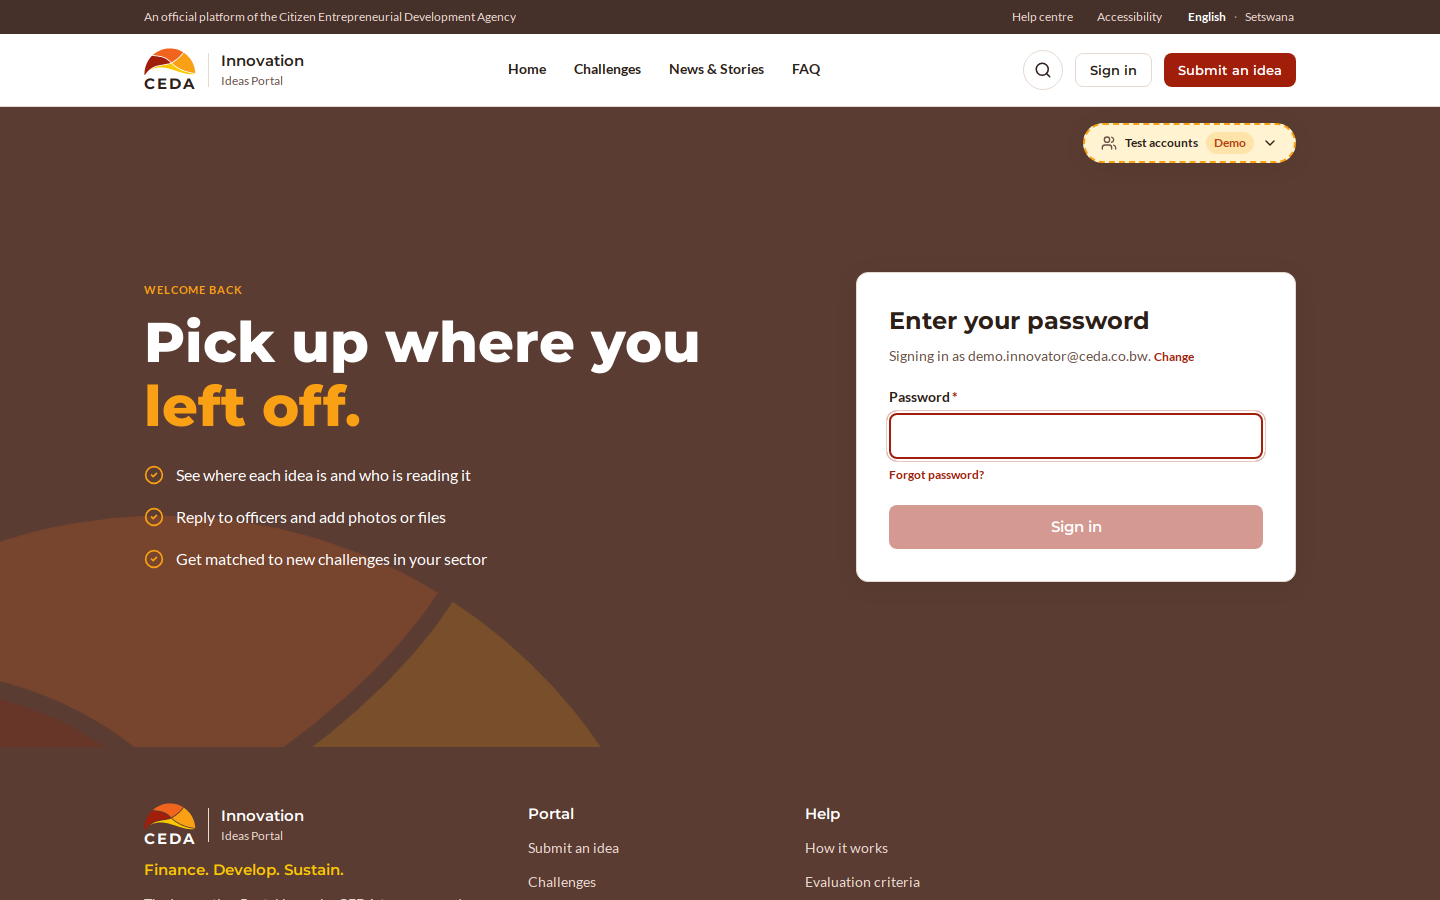 An official platform of the Citizen Entrepreneurial Development Agency
Help centre
Accessibility
English · Setswana
CEDA
Innovation
Ideas Portal
Home
Challenges
News & Stories
FAQ
Sign in
Submit an idea
Test accounts
Demo
WELCOME BACK
Pick up where you
left off.
See where each idea is and who is reading it
Reply to officers and add photos or files
Get matched to new challenges in your sector
Enter your password
Signing in as demo.innovator@ceda.co.bw. Change
Password *
Forgot password?
Sign in
CEDA
Innovation
Ideas Portal
Finance. Develop. Sustain.
Portal
Submit an idea
Challenges
Help
How it works
Evaluation criteria